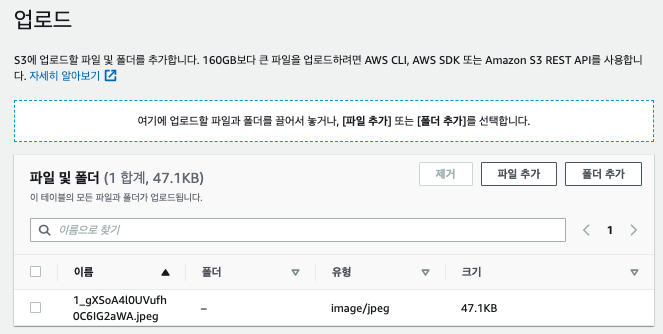 업로드
S3에 업로드할 파일 및 폴더를 추가합니다. 160GB보다 큰 파일을 업로드하려면 AWS CLI, AWS SDK 또는 Amazon S3 REST API를 사용합니
다. 자세히 알아보기
여기에 업로드할 파일과 폴더를 끌어서 놓거나, [파일 추가] 또는 [폴더 추가]를 선택합니다.
파일 및 폴더 (1 합계, 47.1KB)
제거
파일 추가
폴더 추가
이 테이블의 모든 파일과 폴더가 업로드됩니다.
이름으로 찾기
1
이름 폴더 유형 크기
1_gXSoA4l0UVufh
0C6IG2aWA.jpeg
– image/jpeg 47.1KB